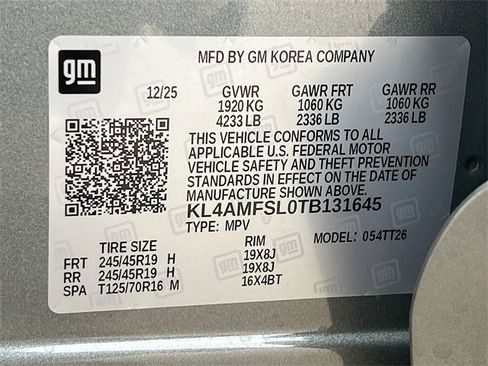 gm
MFD BY GM KOREA COMPANY
12/25 GVWR GAWR FRT GAWR RR
1920 KG 1060 KG 1060 KG
4233 LB 2336 LB 2336 LB
THIS VEHICLE CONFORMS TO ALL
APPLICABLE U.S. FEDERAL MOTOR
VEHICLE SAFETY AND THEFT PREVENTION
STANDARDS IN EFFECT ON THE DATE OF
MANUFACTURE SHOWN ABOVE.
KL4AMFSL0TB131645
TYPE: MPV MODEL: 054TT26
TIRE SIZE RIM
FRT 245/45R19 H 19X8J
RR 245/45R19 H 19X8J
SPA T125/70R16 M 16X4BT